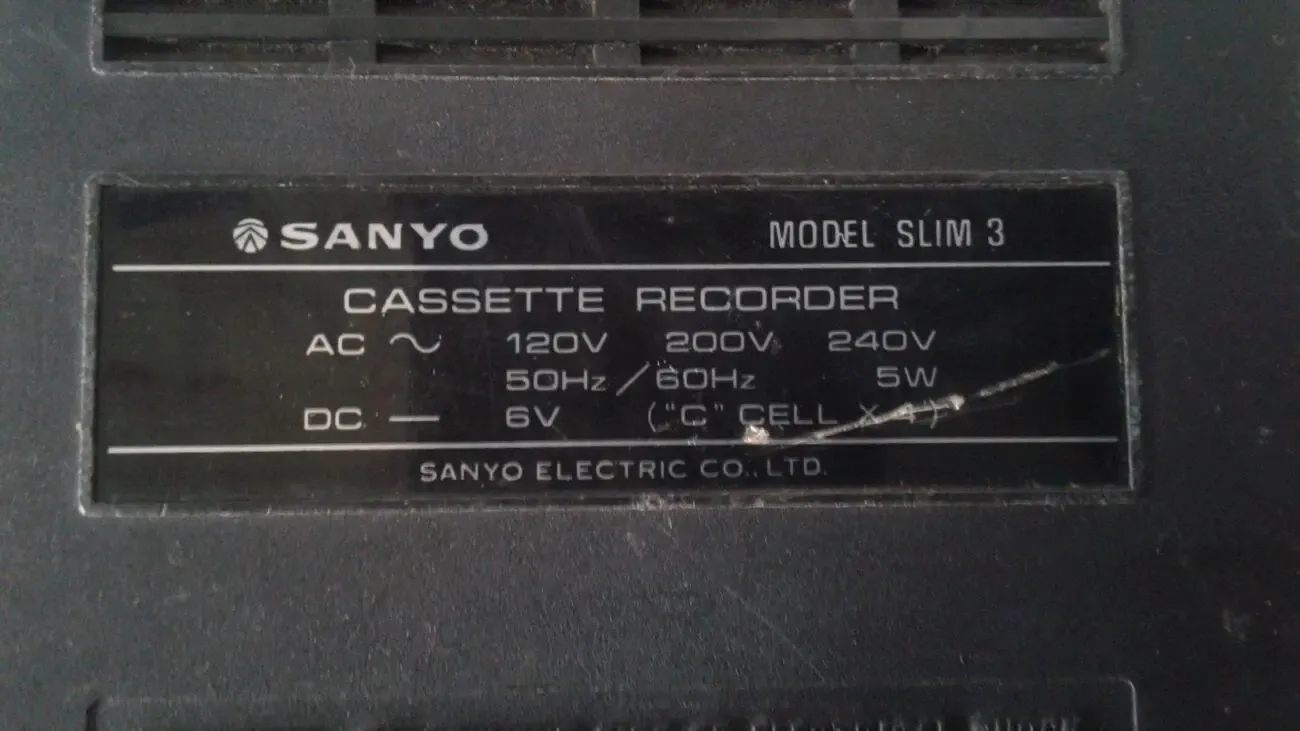 SANYO MODEL SLIM 3
CASSETTE RECORDER
AC ~ 120V 200V 240V
50Hz / 60Hz 5W
DC — 6V ("C" CELL X 4)
SANYO ELECTRIC CO., LTD.